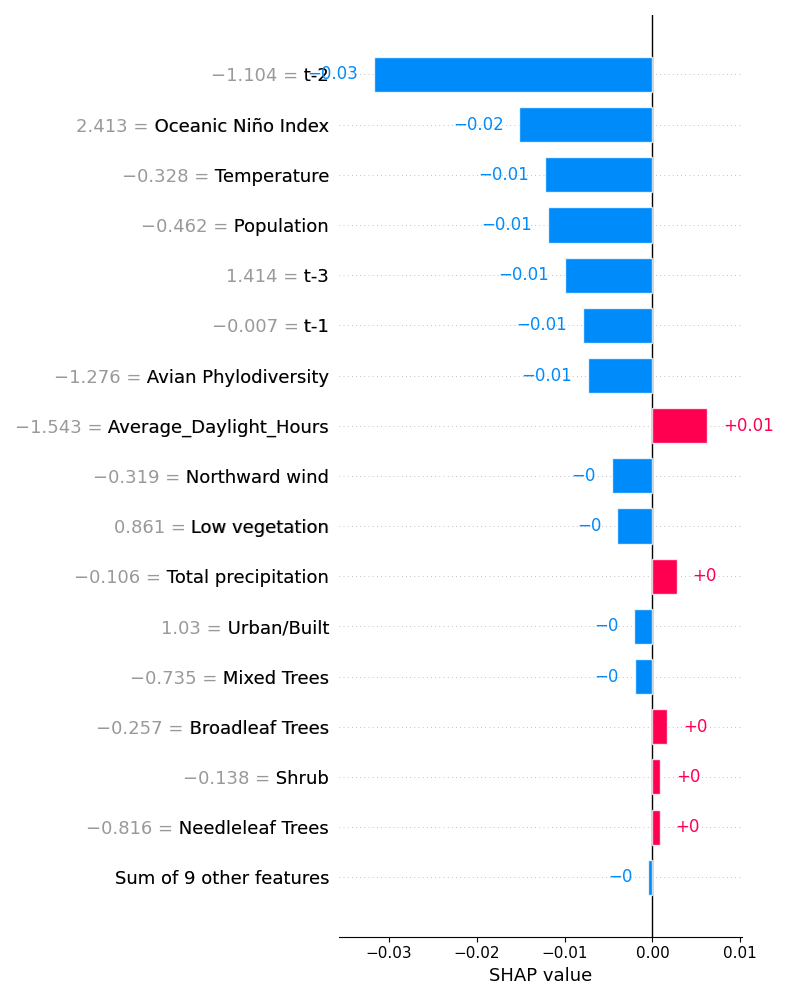 −1.104 = t-2 −0.03
2.413 = Oceanic Niño Index −0.02
−0.328 = Temperature −0.01
−0.462 = Population −0.01
1.414 = t-3 −0.01
−0.007 = t-1 −0.01
−1.276 = Avian Phylodiversity −0.01
−1.543 = Average_Daylight_Hours +0.01
−0.319 = Northward wind −0
0.861 = Low vegetation −0
−0.106 = Total precipitation +0
1.03 = Urban/Built −0
−0.735 = Mixed Trees −0
−0.257 = Broadleaf Trees +0
−0.138 = Shrub +0
−0.816 = Needleleaf Trees +0
Sum of 9 other features −0
−0.03 −0.02 −0.01 0.00 0.01
SHAP value